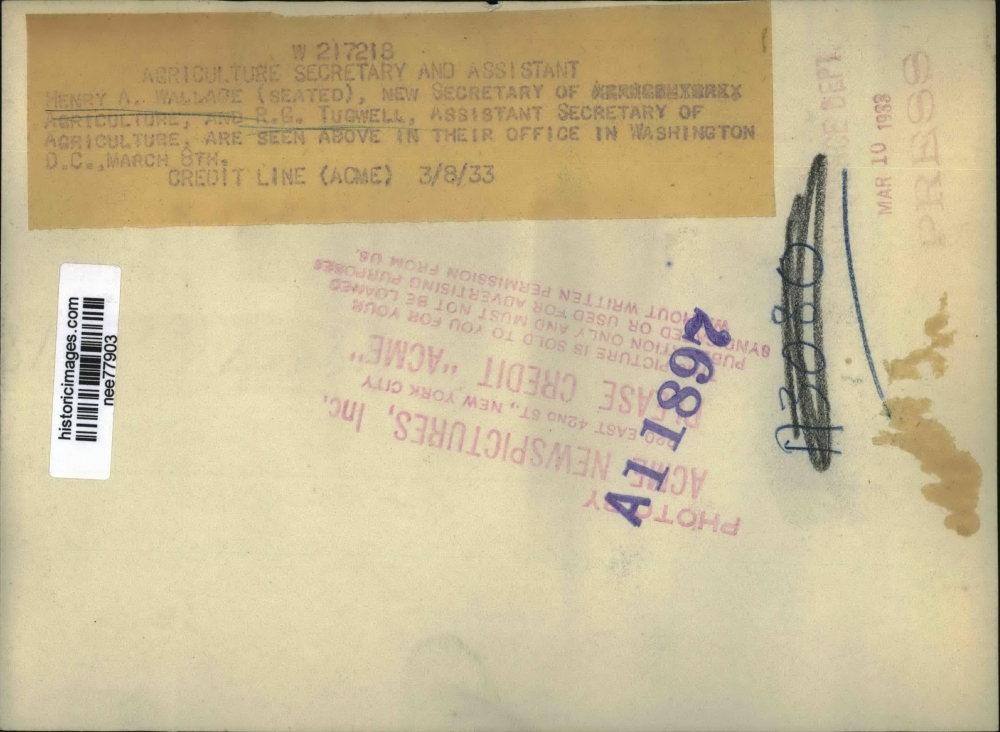 W 217218
AGRICULTURE SECRETARY AND ASSISTANT
HENRY A. WALLACE (SEATED), NEW SECRETARY OF
AGRICULTURE, AND R.G. TUGWELL, ASSISTANT SECRETARY OF
AGRICULTURE, ARE SEEN ABOVE IN THEIR OFFICE IN WASHINGTON
D.C., MARCH 8TH.
CREDIT LINE (ACME) 3/8/33
historicimages.com
nee77903
PHOTO BY
ACME NEWSPICTURES, Inc.
220 EAST 42ND ST., NEW YORK CITY
PLEASE CREDIT "ACME"
PICTURE IS SOLD TO YOU FOR YOUR
PUBLICATION ONLY AND MUST NOT BE LOANED
SYNDICATED OR USED FOR ADVERTISING PURPOSES
WITHOUT WRITTEN PERMISSION FROM US.
A11897
A3080
DEPT
MAR 10 1933
PRESS